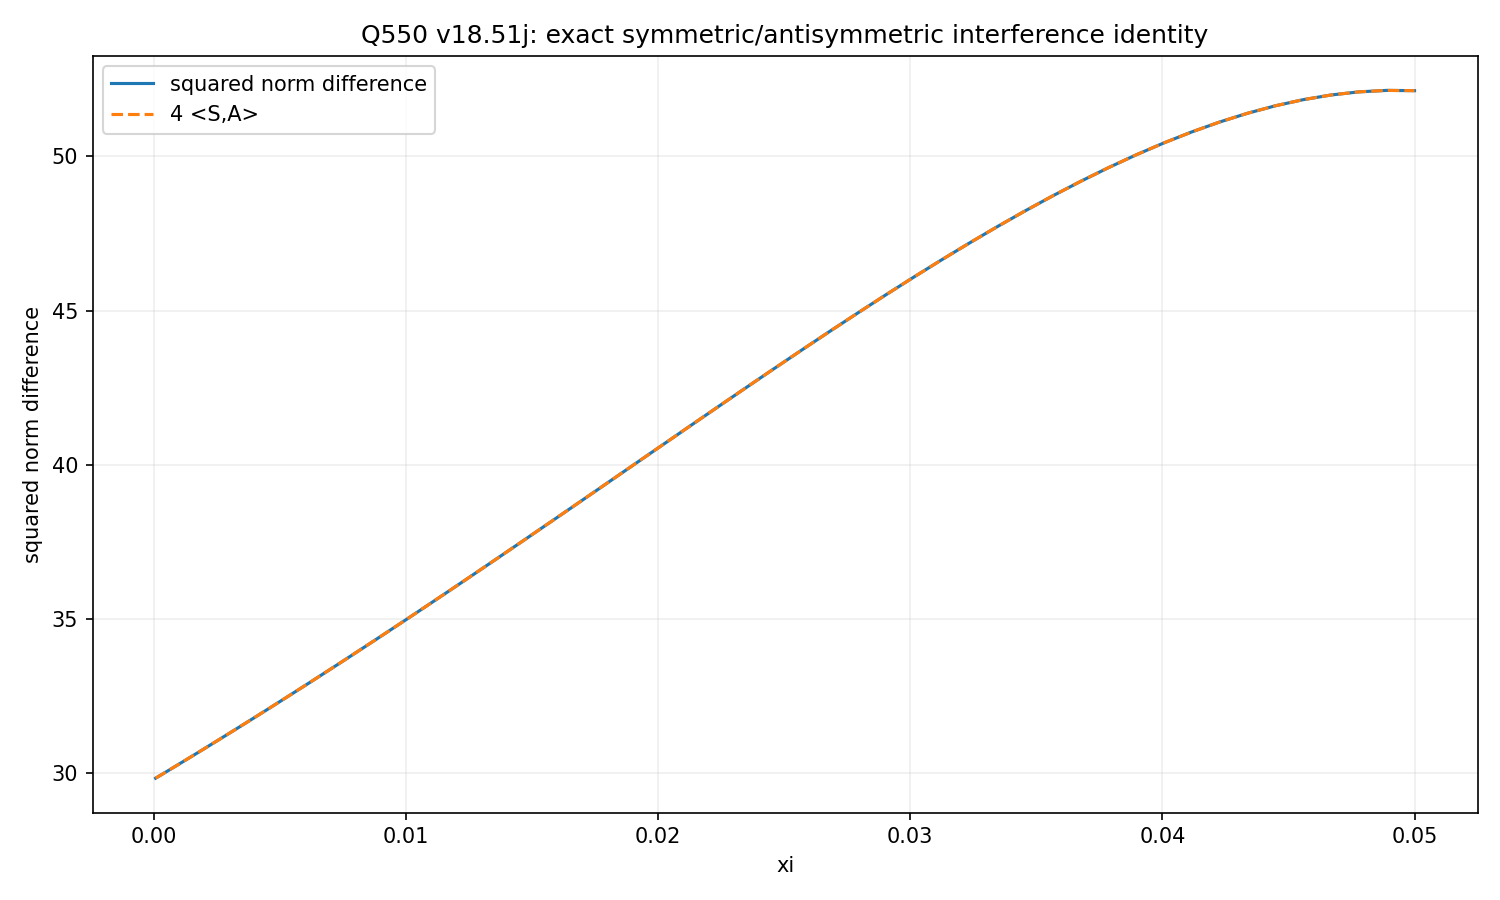 Q550 v18.51j: exact symmetric/antisymmetric interference identity
squared norm difference
4 <S,A>
squared norm difference
50
45
40
35
30
0.00 0.01 0.02 0.03 0.04 0.05
xi